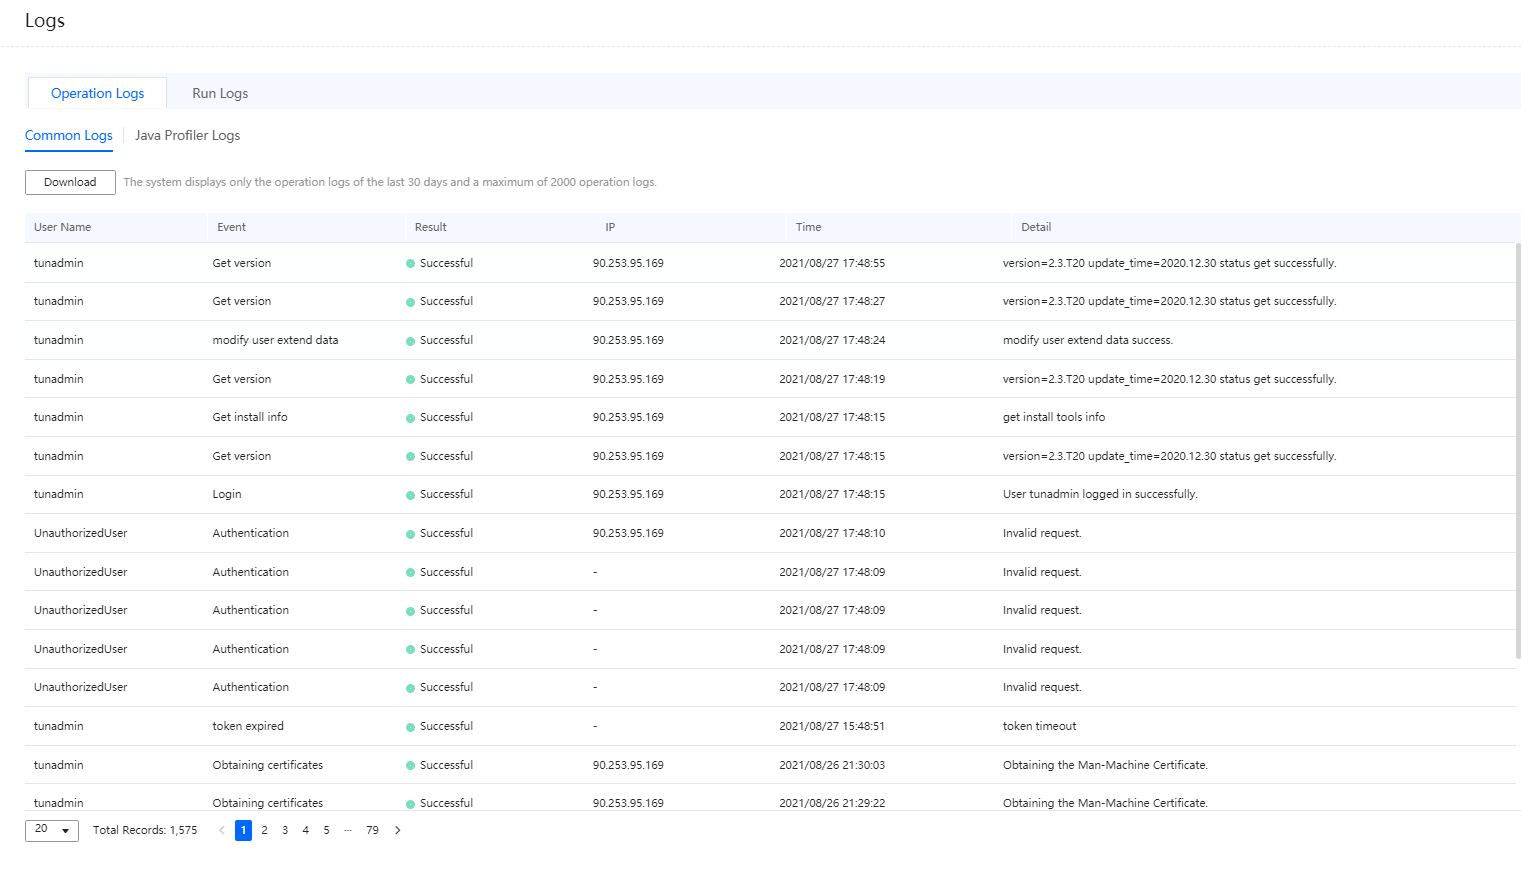 Logs
Operation Logs Run Logs
Common Logs Java Profiler Logs
Download The system displays only the operation logs of the last 30 days and a maximum of 2000 operation logs.
User Name Event Result IP Time Detail
tunadmin Get version Successful 90.253.95.169 2021/08/27 17:48:55 version=2.3.T20 update_time=2020.12.30 status get successfully.
tunadmin Get version Successful 90.253.95.169 2021/08/27 17:48:27 version=2.3.T20 update_time=2020.12.30 status get successfully.
tunadmin modify user extend data Successful 90.253.95.169 2021/08/27 17:48:24 modify user extend data success.
tunadmin Get version Successful 90.253.95.169 2021/08/27 17:48:19 version=2.3.T20 update_time=2020.12.30 status get successfully.
tunadmin Get install info Successful 90.253.95.169 2021/08/27 17:48:15 get install tools info
tunadmin Get version Successful 90.253.95.169 2021/08/27 17:48:15 version=2.3.T20 update_time=2020.12.30 status get successfully.
tunadmin Login Successful 90.253.95.169 2021/08/27 17:48:15 User tunadmin logged in successfully.
UnauthorizedUser Authentication Successful 90.253.95.169 2021/08/27 17:48:10 Invalid request.
UnauthorizedUser Authentication Successful - 2021/08/27 17:48:09 Invalid request.
UnauthorizedUser Authentication Successful - 2021/08/27 17:48:09 Invalid request.
UnauthorizedUser Authentication Successful - 2021/08/27 17:48:09 Invalid request.
UnauthorizedUser Authentication Successful - 2021/08/27 17:48:09 Invalid request.
tunadmin token expired Successful - 2021/08/27 15:48:51 token timeout
tunadmin Obtaining certificates Successful 90.253.95.169 2021/08/26 21:30:03 Obtaining the Man-Machine Certificate.
tunadmin Obtaining certificates Successful 90.253.95.169 2021/08/26 21:29:22 Obtaining the Man-Machine Certificate.
20 Total Records: 1,575 < 1 2 3 4 5 ··· 79 >